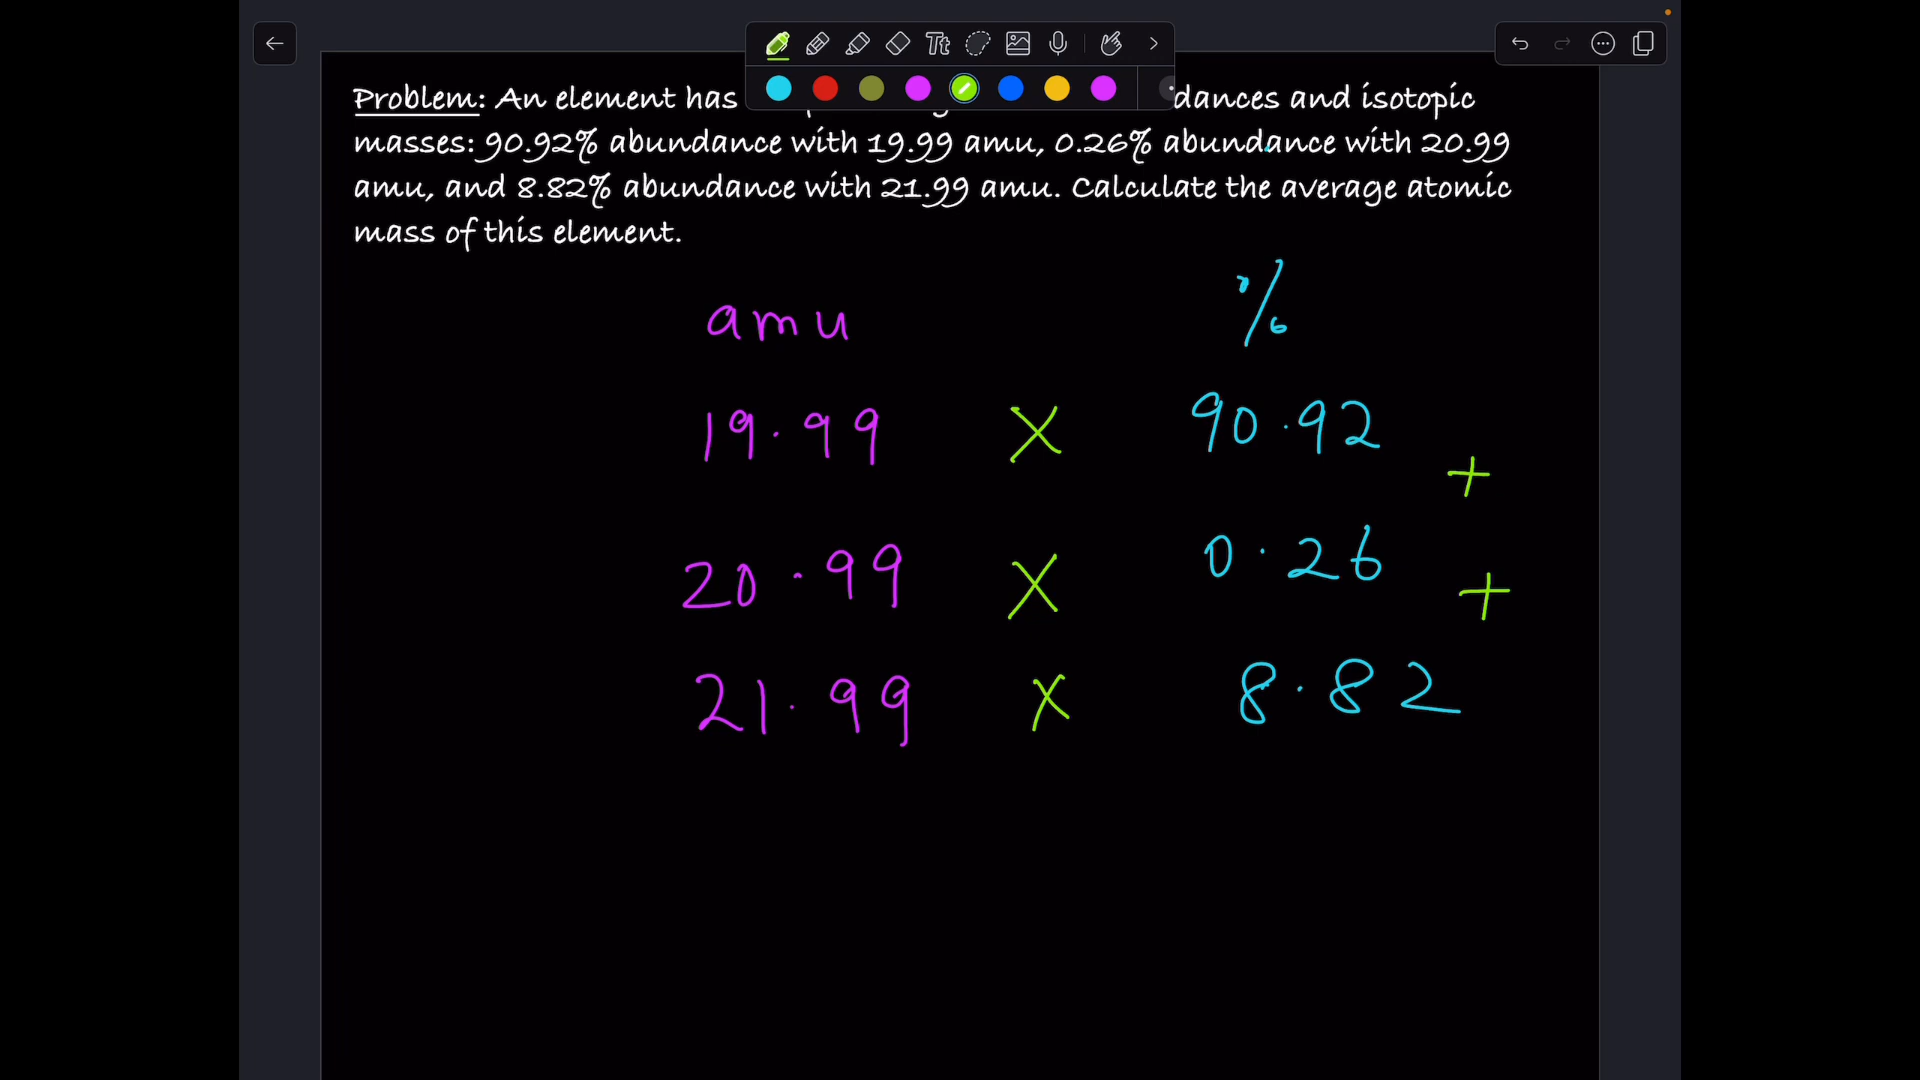 Tt
Problem: An element has dances and isotopic
masses: 90.92% abundance with 19.99 amu, 0.26% abundance with 20.99
amu, and 8.82% abundance with 21.99 amu. Calculate the average atomic
mass of this element.
amu %
19.99 X 90.92 +
20.99 X 0.26 +
21.99 X 8.82